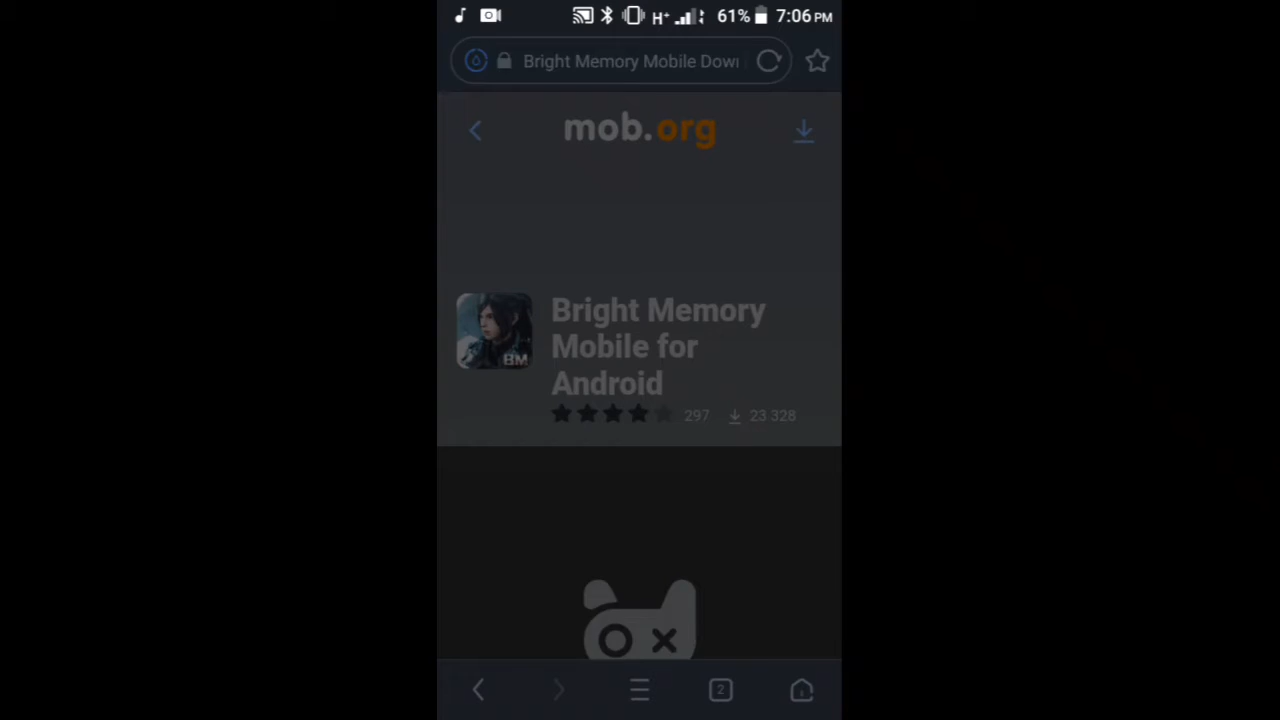 H+ 61% 7:06 PM
Bright Memory Mobile Down
mob.org
Bright Memory
Mobile for
Android
BM
297 23 328
2